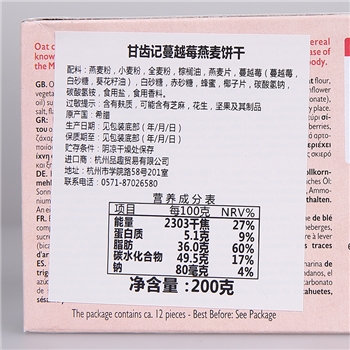 甘齿记蔓越莓燕麦饼干
配料：燕麦粉，小麦粉，全麦粉，棕榈油，燕麦片，蔓越莓（蔓越莓，
白砂糖，葵花籽油），白砂糖，赤砂糖，蜂蜜，椰子片，碳酸氢钠，
碳酸氢铵，食用盐，食用香料。
过敏提示：含有麸质，可能含有芝麻，花生，坚果及其制品
原产国：希腊
生产日期：见包装底部（年/月/日）
保质期至：见包装底部（年/月/日）
贮存条件：阴凉干燥处保存
进口商：杭州品趣贸易有限公司
地址：杭州市学院路58号201室
联系电话：0571-87026580
营养成分表
项目 每100克 NRV%
能量 2303千焦 27%
蛋白质 5.1克 9%
脂肪 36.0克 60%
碳水化合物 49.5克 17%
钠 80毫克 4%
净含量：200克
The package contains ca. 12 pieces - Best Before: See Package